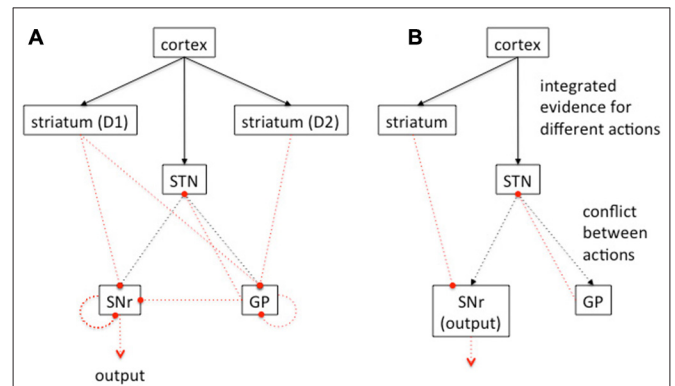 A
cortex
striatum (D1)
striatum (D2)
STN
SNr
GP
output
B
cortex
integrated
evidence for
different actions
striatum
STN
conflict
between
actions
SNr
(output)
GP